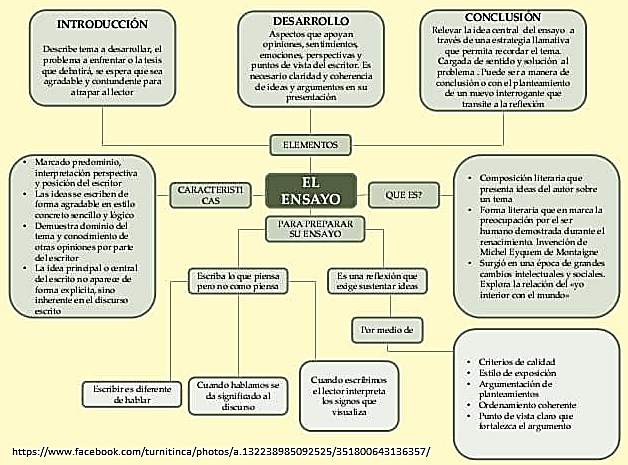 INTRODUCCIÓN
Describe tema a desarrollar, el
problema a enfrentar o la tesis
que debatirá, se espera que sea
agradable y contundente para
atrapar al lector
DESARROLLO
Aspectos que apoyan
opiniones, sentimientos,
emociones, perspectivas y
puntos de vista del escritor. Es
necesario claridad y coherencia
de ideas y argumentos en su
presentación
CONCLUSIÓN
Relevar la idea central del ensayo a
través de una estrategia llamativa
que permita recordar el tema.
Cargada de sentido y solución al
problema . Puede ser a manera de
conclusión o con el planteamiento
de un nuevo interrogante que
transite a la reflexión
ELEMENTOS
• Marcado predominio,
interpretación perspectiva
y posición del escritor
• Las ideas se escriben de
forma agradable en estilo
concreto sencillo y lógico
• Demuestra dominio del
tema y conocimiento de
otras opiniones por parte
del escritor
• La idea principal o central
del escrito no aparece de
forma explícita, sino
inherente en el discurso
escrito
CARACTERISTI
CAS
EL
ENSAYO
QUE ES?
• Composición literaria que
presenta ideas del autor sobre
un tema
• Forma literaria que en marca la
preocupación por el ser
humano demostrada durante el
renacimiento. Invención de
Michel Eyquem de Montaigne
• Surgió en una época de grandes
cambios intelectuales y sociales.
Explora la relación del «yo
interior con el mundo»
PARA PREPARAR
SU ENSAYO
Escriba lo que piensa
pero no como piensa
Es una reflexión que
exige sustentar ideas
Por medio de
Escribir es diferente
de hablar
Cuando hablamos se
da significado al
discurso
Cuando escribimos
el lector interpreta
los signos que
visualiza
• Criterios de calidad
• Estilo de exposición
• Argumentación de
planteamientos
• Ordenamiento coherente
• Punto de vista claro que
fortalezca el argumento
https://www.facebook.com/turnitinca/photos/a.132238985092525/351800643136357/